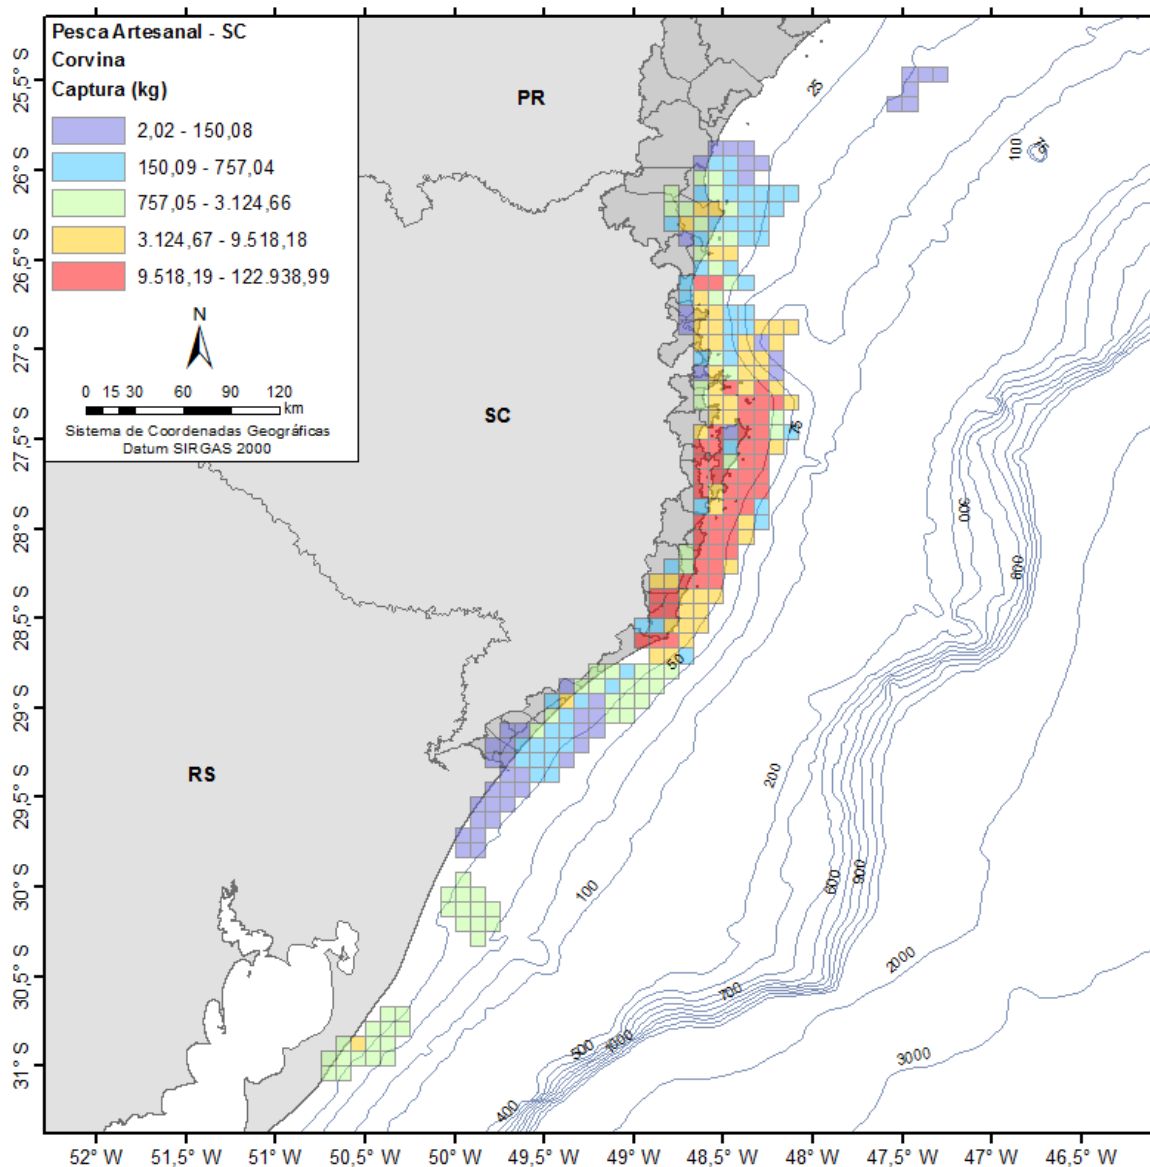 Pesca Artesanal - SC
Corvina
Captura (kg)
2,02 - 150,08
150,09 - 757,04
757,05 - 3.124,66
3.124,67 - 9.518,18
9.518,19 - 122.938,99
N
0 15 30 60 90 120
km
Sistema de Coordenadas Geográficas
Datum SIRGAS 2000
PR
SC
RS
25
100
75
75
50
900
800
200
100
600
900
2000
700
500
1000
400
3000
25,5° S
26° S
26,5° S
27° S
27,5° S
28° S
28,5° S
29° S
29,5° S
30° S
30,5° S
31° S
52° W
51,5° W
51° W
50,5° W
50° W
49,5° W
49° W
48,5° W
48° W
47,5° W
47° W
46,5° W